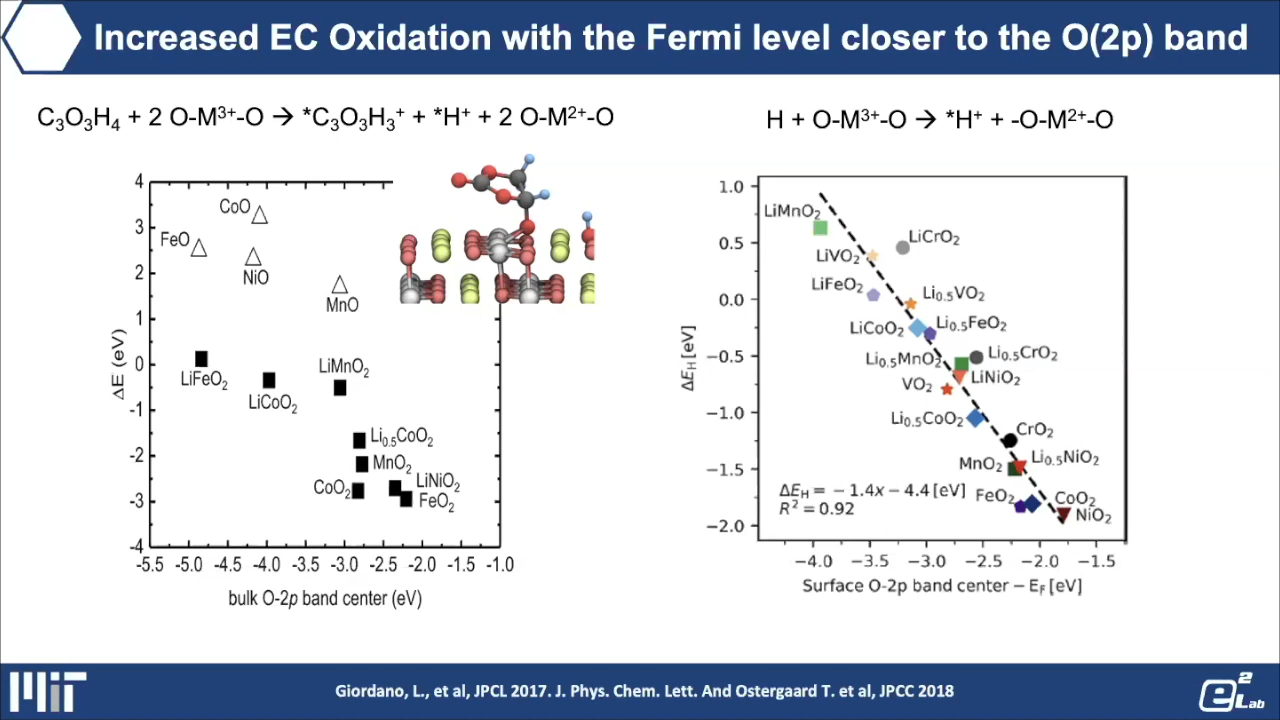 Increased EC Oxidation with the Fermi level closer to the O(2p) band
C₃O₃H₄ + 2 O-M³⁺-O → *C₃O₃H₃⁺ + *H⁺ + 2 O-M²⁺-O
H + O-M³⁺-O → *H⁺ + -O-M²⁺-O
4
3
2
1
0
-1
-2
-3
-4
ΔE (eV)
CoO
FeO
NiO
MnO
LiFeO₂
LiCoO₂
LiMnO₂
Li₀.₅CoO₂
MnO₂
CoO₂
LiNiO₂
FeO₂
-5.5 -5.0 -4.5 -4.0 -3.5 -3.0 -2.5 -2.0 -1.5 -1.0
bulk O-2p band center (eV)
1.0
0.5
0.0
−0.5
−1.0
−1.5
−2.0
ΔE_H [eV]
LiMnO₂
LiCrO₂
LiVO₂
LiFeO₂
Li₀.₅VO₂
LiCoO₂
Li₀.₅FeO₂
Li₀.₅MnO₂
Li₀.₅CrO₂
LiNiO₂
VO₂
Li₀.₅CoO₂
CrO₂
MnO₂
Li₀.₅NiO₂
ΔE_H = −1.4x − 4.4 [eV]
R² = 0.92
FeO₂
CoO₂
NiO₂
−4.0 −3.5 −3.0 −2.5 −2.0 −1.5
Surface O-2p band center − E_F [eV]
MIT
Giordano, L., et al, JPCL 2017. J. Phys. Chem. Lett. And Ostergaard T. et al, JPCC 2018
e² Lab